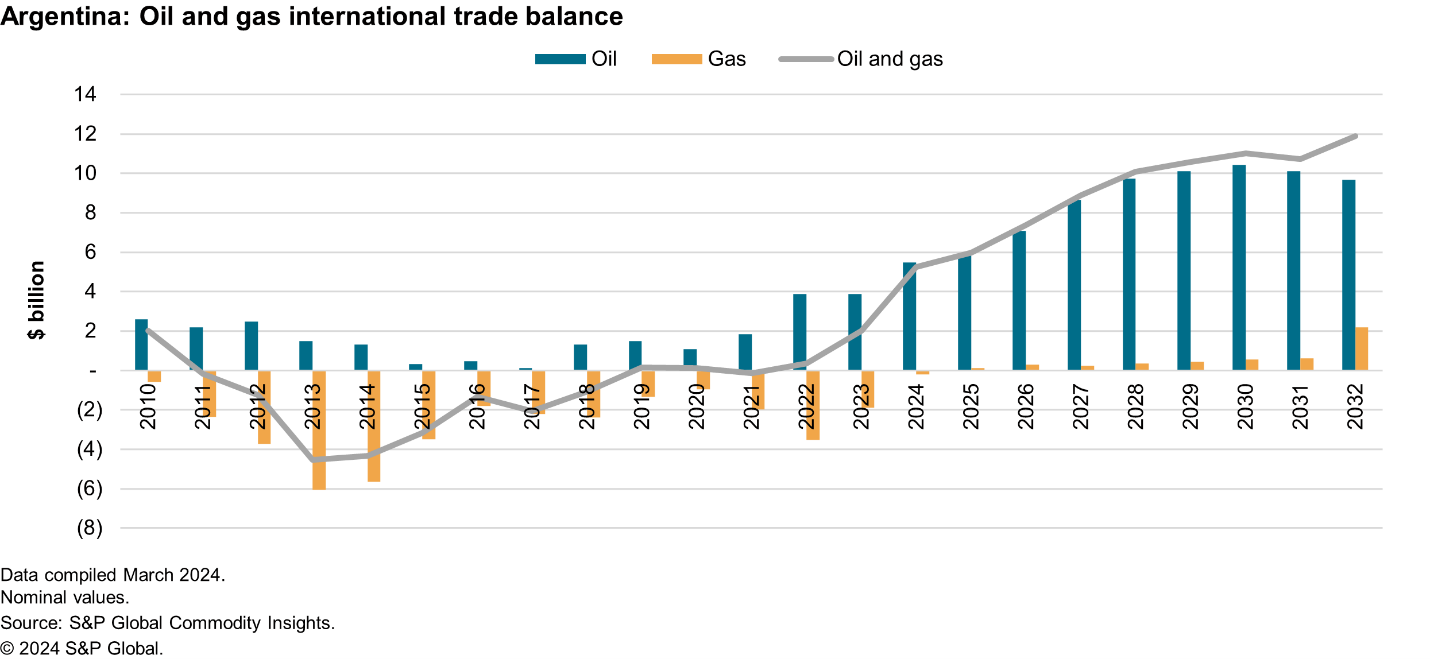 Argentina: Oil and gas international trade balance
Oil Gas Oil and gas
14
12
10
8
6
4
2
-
(2)
(4)
(6)
(8)
$ billion
2010 2011 2012 2013 2014 2015 2016 2017 2018 2019 2020 2021 2022 2023 2024 2025 2026 2027 2028 2029 2030 2031 2032
Data compiled March 2024.
Nominal values.
Source: S&P Global Commodity Insights.
© 2024 S&P Global.